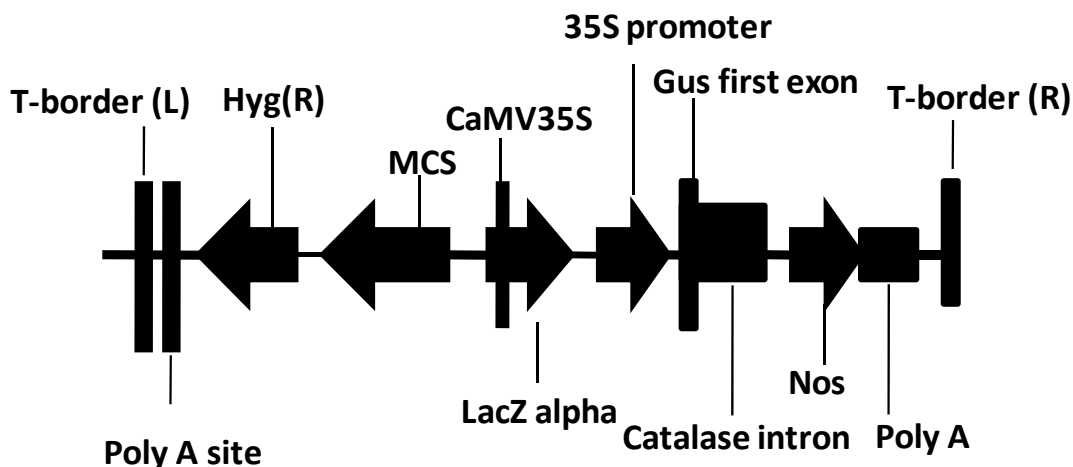 35S promoter
Gus first exon
T-border (L)
Hyg(R)
T-border (R)
CaMV35S
MCS
Nos
LacZ alpha
Catalase intron
Poly A
Poly A site